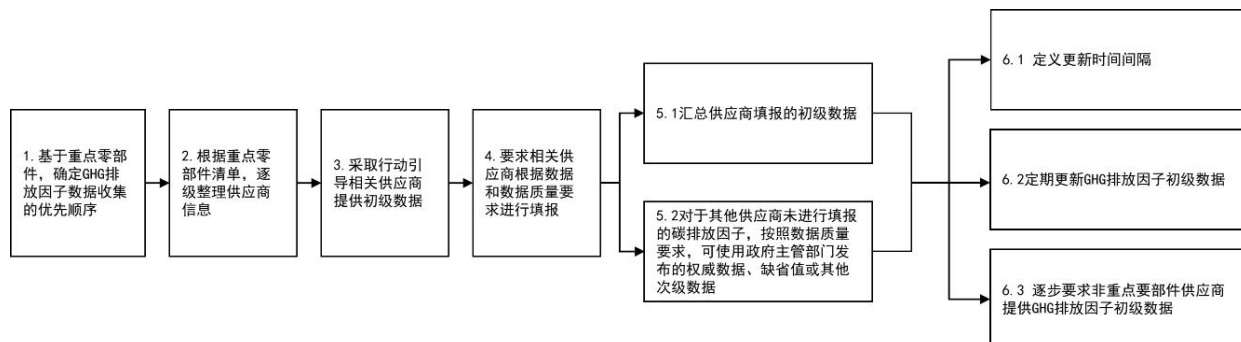 1.基于重点零部
件，确定GHG排
放因子数据收集
的优先顺序
2.根据重点零
部件清单，逐
级整理供应商
信息
3.采取行动引
导相关供应商
提供初级数据
4.要求相关供
应商根据数据
和数据质量要
求进行填报
5.1汇总供应商填报的初级数据
5.2对于其他供应商未进行填报
的碳排放因子，按照数据质量
要求，可使用政府主管部门发
布的权威数据、缺省值或其他
次级数据
6.1 定义更新时间间隔
6.2定期更新GHG排放因子初级数据
6.3 逐步要求非重点要部件供应商
提供GHG排放因子初级数据